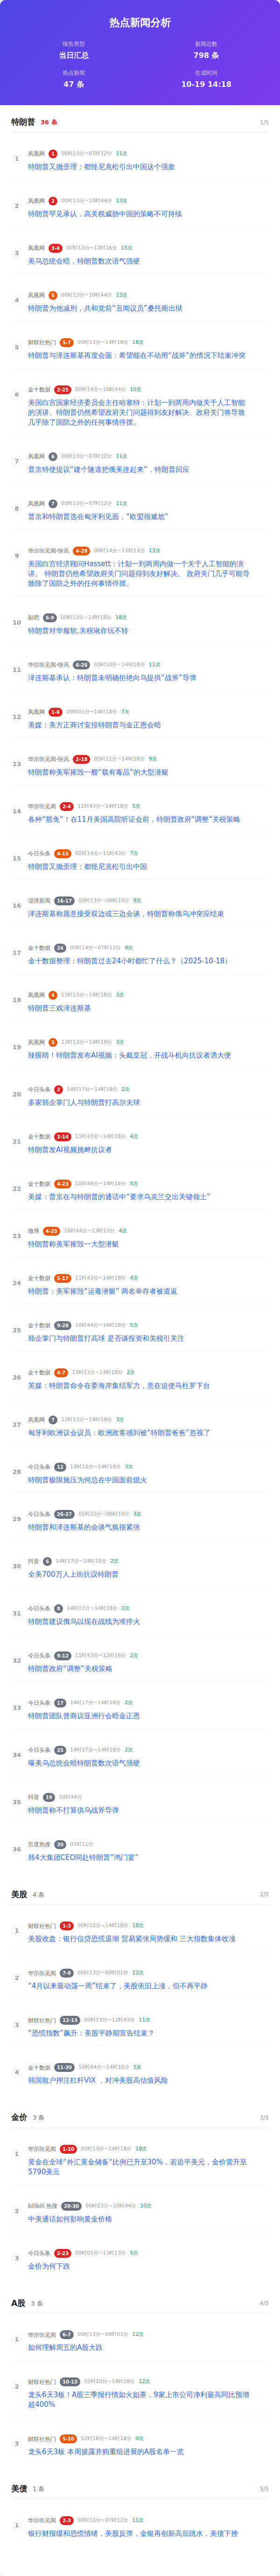 热点新闻分析
报告类型
当日汇总
新闻总数
798 条
热点新闻
47 条
生成时间
10-19 14:18
特朗普 36 条 1/5
1
凤凰网 1 00时13分~07时12分 11次
特朗普又抛歪理：都怪尼克松引出中国这个强敌
2
凤凰网 2 00时13分~10时44分 13次
特朗普罕见承认，高关税威胁中国的策略不可持续
3
凤凰网 3-4 00时13分~12时16分 15次
美乌总统会晤，特朗普数次语气强硬
4
凤凰网 5 00时13分~10时44分 13次
特朗普为他减刑，共和党前“丑闻议员”桑托斯出狱
5
财联社热门 5-7 00时13分~14时18分 18次
特朗普与泽连斯基再度会面：希望能在不动用“战斧”的情况下结束冲突
6
金十数据 2-25 00时14分~10时44分 10次
美国白宫国家经济委员会主任哈塞特：计划一到两周内做关于人工智能
的演讲。特朗普仍然希望政府关门问题得到友好解决。政府关门将导致
几乎除了国防之外的任何事情停摆。
7
凤凰网 6 00时13分~07时12分 11次
普京特使提议“建个隧道把俄美连起来”，特朗普回应
8
凤凰网 7 00时13分~07时12分 11次
普京和特朗普选在匈牙利见面，“欧盟很尴尬”
9
华尔街见闻-快讯 4-28 00时14分~13时13分 13次
美国白宫经济顾问Hassett：计划一到两周内做一个关于人工智能的演
讲。 特朗普仍然希望政府关门问题得到友好解决。 政府关门几乎可能导
致除了国防之外的任何事情停摆。
10
贴吧 6-9 00时13分~14时18分 18次
特朗普对华服软,关税讹诈玩不转
11
华尔街见闻-快讯 6-26 03时10分~14时18分 11次
泽连斯基承认：特朗普未明确拒绝向乌提供“战斧”导弹
12
凤凰网 1-6 09时01分~14时18分 7次
美媒：美方正商讨安排特朗普与金正恩会晤
13
华尔街见闻-快讯 2-18 05时11分~14时18分 9次
特朗普称美军摧毁一艘“载有毒品”的大型潜艇
14
华尔街见闻 2-4 11时43分~14时18分 5次
各种“豁免”！在11月美国高院听证会前，特朗普政府“调整”关税策略
15
今日头条 4-15 02时14分~11时43分 7次
特朗普又抛歪理：都怪尼克松引出中国
16
澎湃新闻 16-17 00时13分~06时10分 9次
泽连斯基称愿意接受双边或三边会谈，特朗普称俄乌冲突应结束
17
金十数据 24 00时14分~07时12分 8次
金十数据整理：特朗普过去24小时都忙了什么？（2025-10-18）
18
凤凰网 4 13时13分~14时18分 3次
特朗普三戏泽连斯基
19
凤凰网 5 13时13分~14时18分 3次
辣眼睛！特朗普发布AI视频：头戴皇冠，开战斗机向抗议者洒大便
20
今日头条 2 14时17分~14时18分 2次
多家韩企掌门人与特朗普打高尔夫球
21
金十数据 2-14 11时43分~14时18分 4次
特朗普发AI视频挑衅抗议者
22
金十数据 4-23 10时44分~14时18分 5次
美媒：普京在与特朗普的通话中“要求乌克兰交出关键领土”
23
微博 4-25 10时44分~13时13分 4次
特朗普称美军摧毁一大型潜艇
24
金十数据 5-17 11时43分~14时18分 4次
特朗普：美军摧毁“运毒潜艇” 两名幸存者被遣返
25
金十数据 9-28 10时44分~14时18分 5次
韩企掌门与特朗普打高球 是否谈投资和关税引关注
26
金十数据 4-7 13时13分~14时18分 2次
英媒：特朗普命令在委海岸集结军力，意在迫使马杜罗下台
27
凤凰网 7 13时13分~14时18分 3次
匈牙利欧洲议会议员：欧洲政客感到被“特朗普爸爸”忽视了
28
今日头条 12 13时13分~14时18分 3次
特朗普极限施压为何总在中国面前熄火
29
今日头条 26-27 05时10分~06时10分 3次
特朗普和泽连斯基的会谈气氛很紧张
30
抖音 6 14时17分~14时18分 2次
全美700万人上街抗议特朗普
31
今日头条 8 14时17分~14时18分 2次
特朗普建议俄乌以现在战线为准停火
32
今日头条 9-12 11时43分~12时16分 2次
特朗普政府“调整”关税策略
33
今日头条 17 14时17分~14时18分 2次
特朗普团队曾商议亚洲行会晤金正恩
34
今日头条 25 14时17分~14时18分 2次
曝美乌总统会晤特朗普数次语气强硬
35
抖音 19 10时44分
特朗普称不打算供乌战斧导弹
36
百度热搜 30 01时11分
韩4大集团CEO同赴特朗普“鸿门宴”
美股 4 条 2/5
1
财联社热门 1-3 00时13分~14时18分 18次
美股收盘：银行信贷恐慌退潮 贸易紧张局势缓和 三大指数集体收涨
2
华尔街见闻 7-9 00时13分~09时01分 12次
“4月以来最动荡一周”结束了，美股依旧上涨，但不再平静
3
财联社热门 12-13 00时13分~11时43分 11次
“恐慌指数”飙升：美股平静期宣告结束？
4
金十数据 11-30 10时44分~14时18分 5次
韩国散户押注杠杆VIX ，对冲美股高估值风险
金价 3 条 3/5
1
华尔街见闻 1-10 00时13分~14时18分 18次
黄金在全球“外汇黄金储备”比例已升至30%，若追平美元，金价需升至
5790美元
2
bilibili 热搜 20-30 00时13分~10时44分 10次
中美通话如何影响黄金价格
3
今日头条 2-23 09时01分~13时13分 5次
金价为何下跌
A股 3 条 4/5
1
华尔街见闻 6-7 00时13分~09时01分 12次
如何理解周五的A股大跌
2
财联社热门 10-13 05时10分~14时18分 12次
龙头6天3板！A股三季报行情如火如荼，9家上市公司净利最高同比预增
超400%
3
财联社热门 5-10 12时16分~14时18分 4次
龙头6天3板 本周披露并购重组进展的A股名单一览
美债 1 条 5/5
1
华尔街见闻 2-3 00时13分~07时12分 11次
银行财报缓和恐慌情绪，美股反弹，金银再创新高后跳水，美债下挫